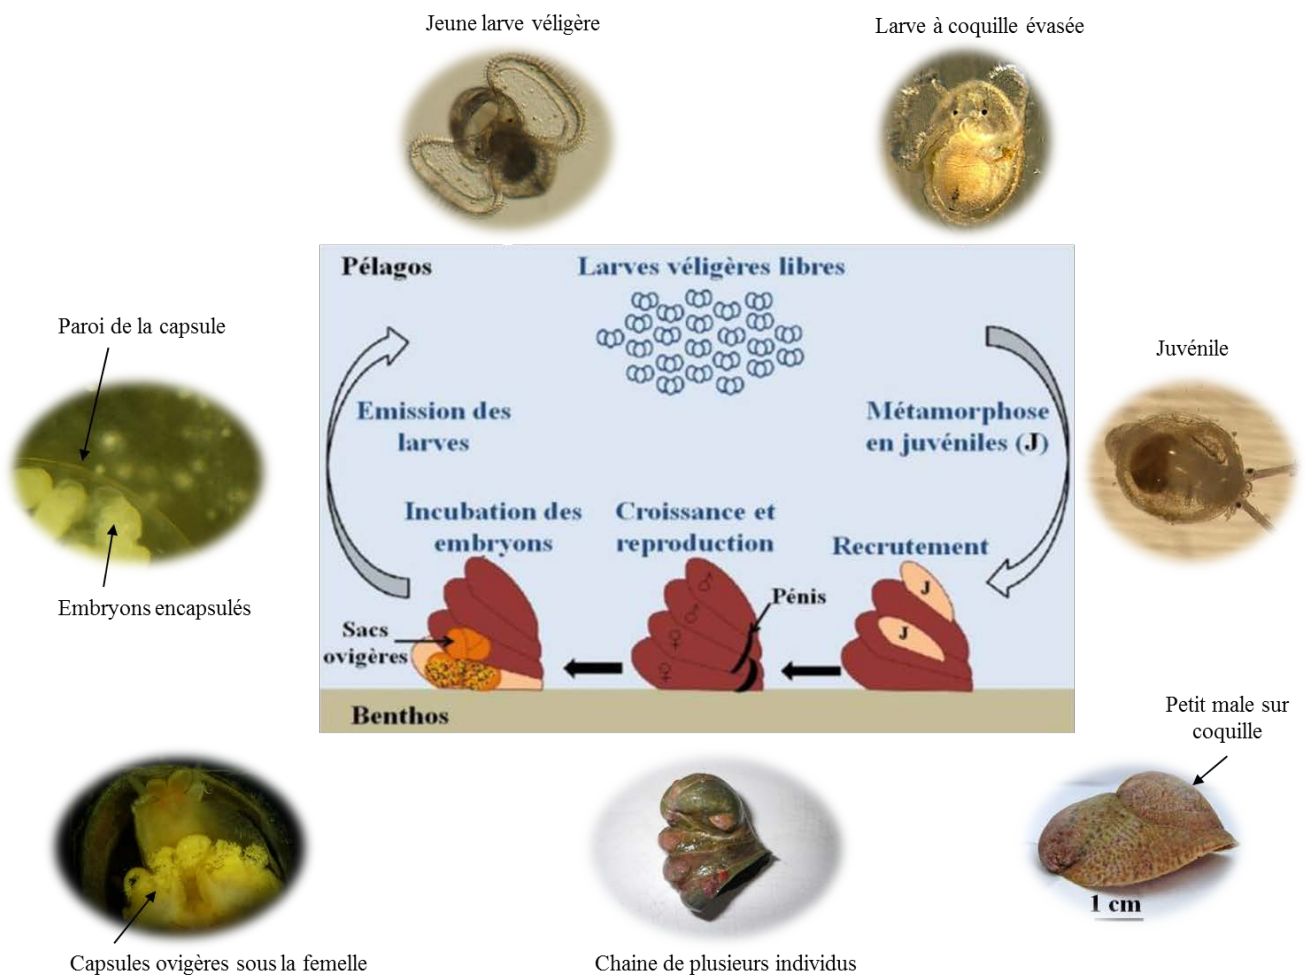 Jeune larve véligère
Larve à coquille évasée
Pélagos
Larves véligères libres
Paroi de la capsule
Juvénile
Emission des
larves
Métamorphose
en juvéniles (J)
Embryons encapsulés
Incubation des
embryons
Croissance et
reproduction
Recrutement
J
J
Pénis
♂
♂
♀
♀
Sacs
ovigères
Benthos
Petit male sur
coquille
1 cm
Capsules ovigères sous la femelle
Chaine de plusieurs individus